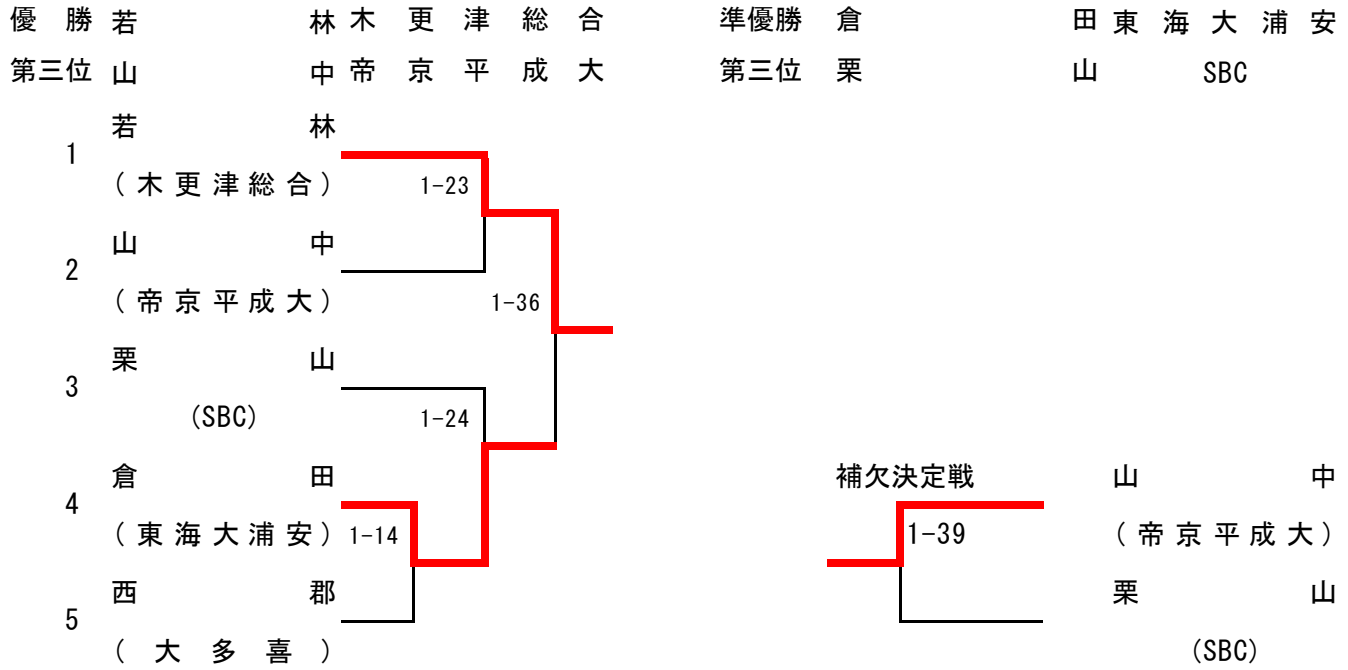 優勝 若林 木更津総合 準優勝 倉田 東海大浦安
第三位 山中 帝京平成大 第三位 栗山 SBC
若林
1
(木更津総合) 1-23
山中
2
(帝京平成大) 1-36
栗山
3
(SBC) 1-24
倉田 補欠決定戦 山中
4
(東海大浦安) 1-14 1-39 (帝京平成大)
西郡 栗山
5
(大多喜) (SBC)